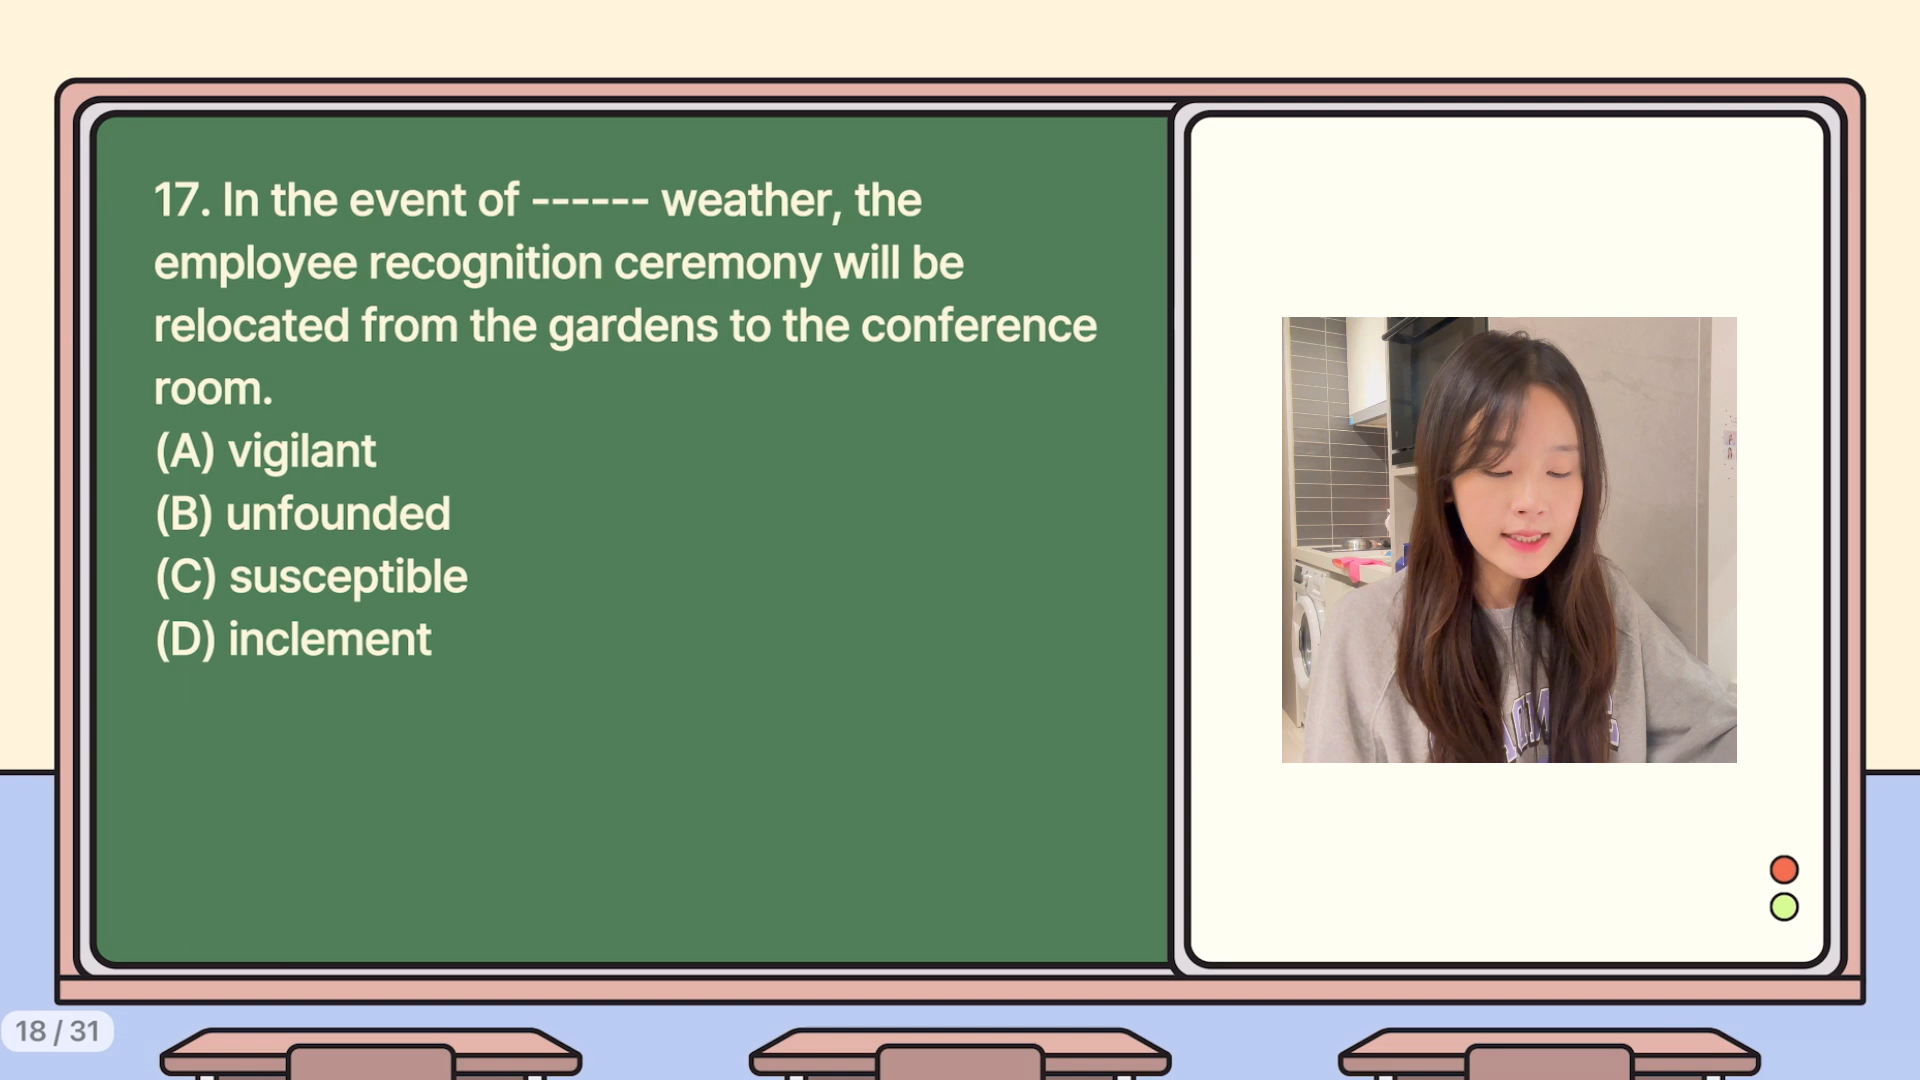 17. In the event of ------ weather, the
employee recognition ceremony will be
relocated from the gardens to the conference
room.
(A) vigilant
(B) unfounded
(C) susceptible
(D) inclement
18 / 31